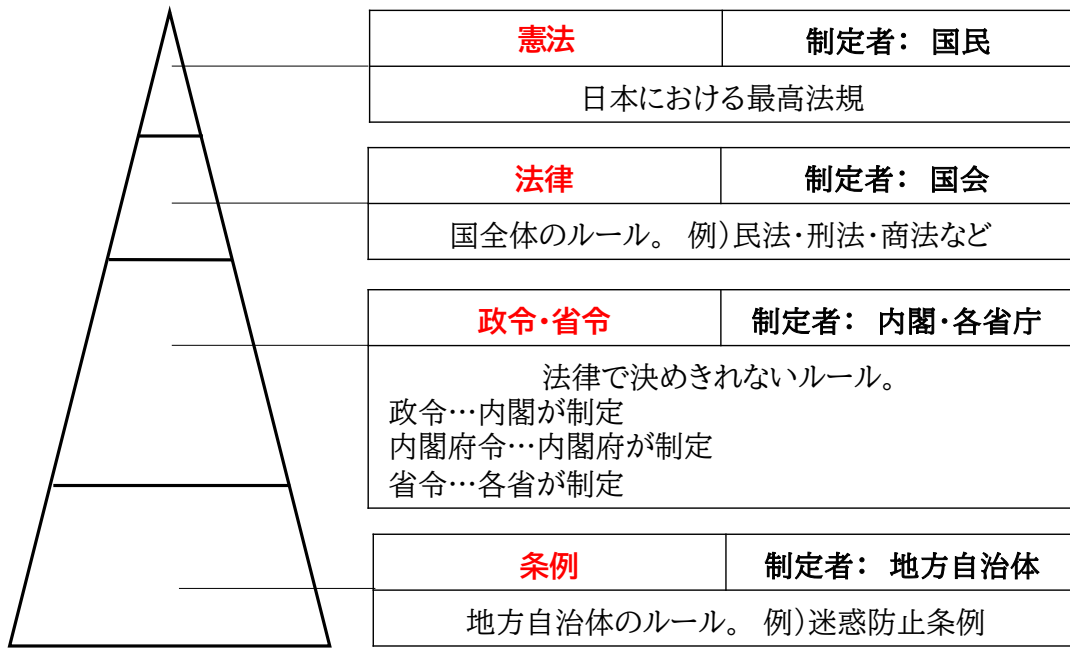 憲法 制定者： 国民
日本における最高法規
法律 制定者： 国会
国全体のルール。 例）民法・刑法・商法など
政令・省令 制定者： 内閣・各省庁
法律で決めきれないルール。
政令…内閣が制定
内閣府令…内閣府が制定
省令…各省が制定
条例 制定者： 地方自治体
地方自治体のルール。 例）迷惑防止条例